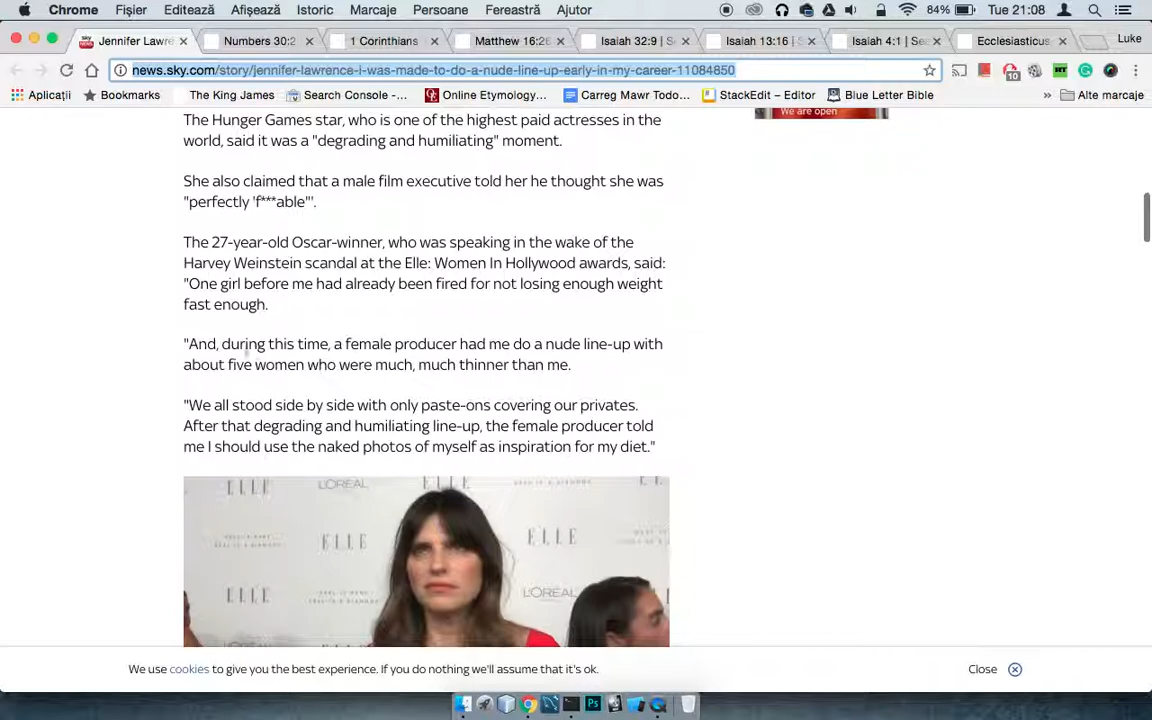 Chrome Fișier Editează Afișează Istoric Marcaje Persoane Fereastră Ajutor 84% Tue 21:08
Jennifer Lawre Numbers 30:2 1 Corinthians Matthew 16:26 Isaiah 32:9 | S Isaiah 13:16 | S Isaiah 4:1 | Sea Ecclesiasticus Luke
news.sky.com/story/jennifer-lawrence-i-was-made-to-do-a-nude-line-up-early-in-my-career-11084850
10
Aplicații Bookmarks The King James Search Console -... Online Etymology... Carreg Mawr Todo... StackEdit – Editor Blue Letter Bible » Alte marcaje
We are open
The Hunger Games star, who is one of the highest paid actresses in the
world, said it was a "degrading and humiliating" moment.
She also claimed that a male film executive told her he thought she was
"perfectly 'f***able'".
The 27-year-old Oscar-winner, who was speaking in the wake of the
Harvey Weinstein scandal at the Elle: Women In Hollywood awards, said:
"One girl before me had already been fired for not losing enough weight
fast enough.
"And, during this time, a female producer had me do a nude line-up with
about five women who were much, much thinner than me.
"We all stood side by side with only paste-ons covering our privates.
After that degrading and humiliating line-up, the female producer told
me I should use the naked photos of myself as inspiration for my diet."
ELLE L'ORÉAL ELLE
ELLE ELLE
ELLE L'ORÉAL
We use cookies to give you the best experience. If you do nothing we'll assume that it's ok. Close